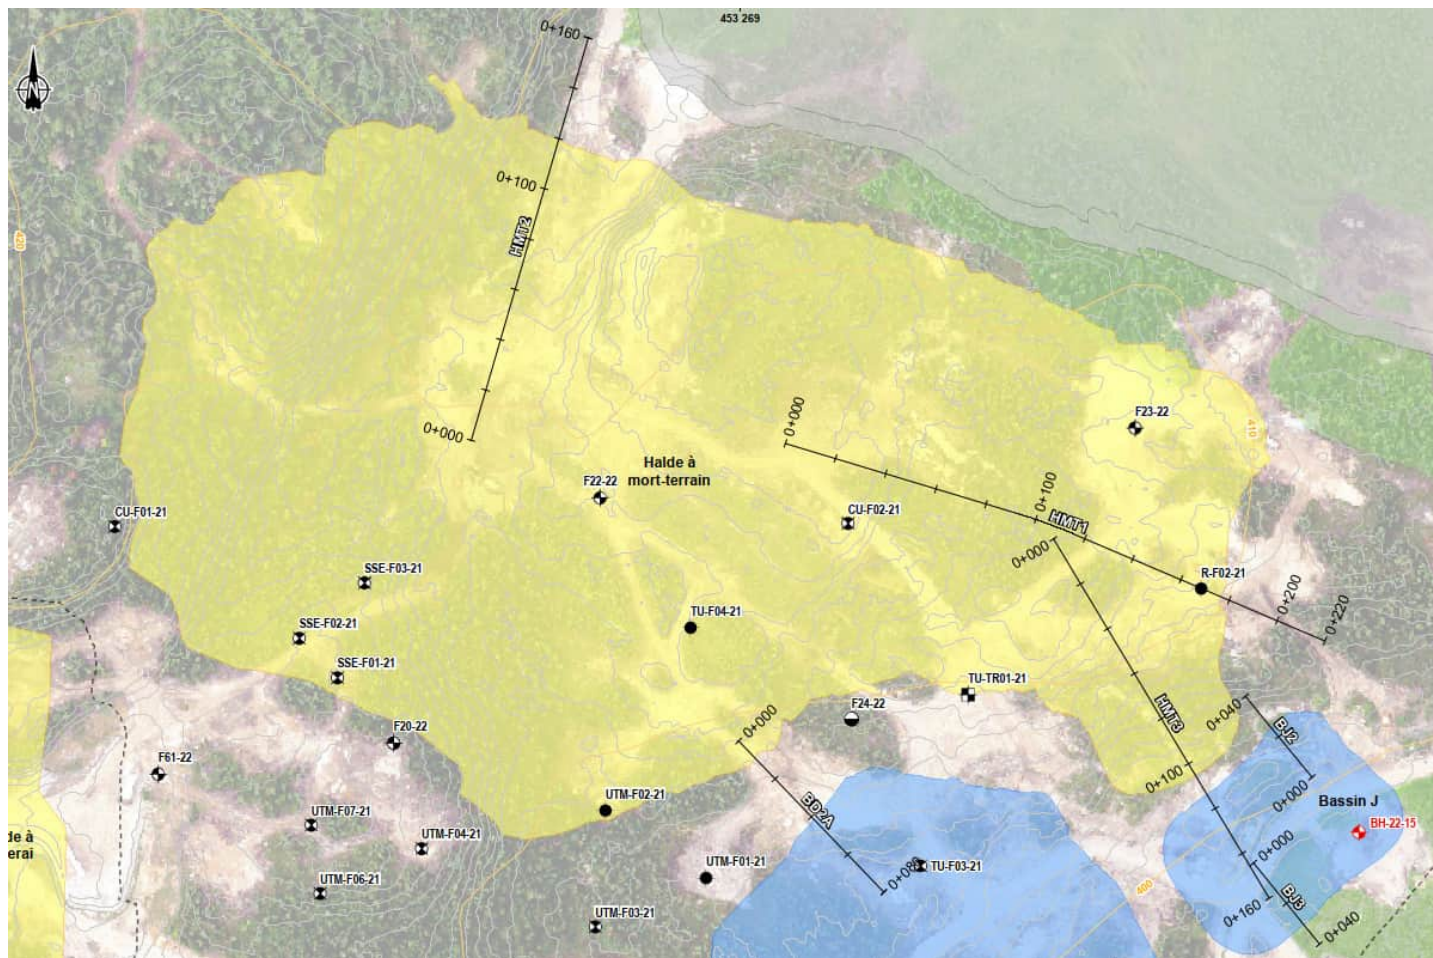 453 269
0+160
0+100
HMT2
420
0+000
0+000
F23-22
410
Halde à
mort-terrain
F22-22
0+100
CU-F01-21
CU-F02-21
HMT1
0+000
SSE-F03-21
R-F02-21
0+200
0+220
TU-F04-21
SSE-F02-21
SSE-F01-21
TU-TR01-21
F24-22
HMT3
0+040
BJ2
F20-22
0+000
F61-22
0+100
0+000
Bassin J
BH-22-15
UTM-F02-21
BD2A
UTM-F07-21
UTM-F04-21
de à
erai
0+000
UTM-F01-21
0+080
TU-F03-21
400
UTM-F06-21
BJ3
0+160
UTM-F03-21
0+040